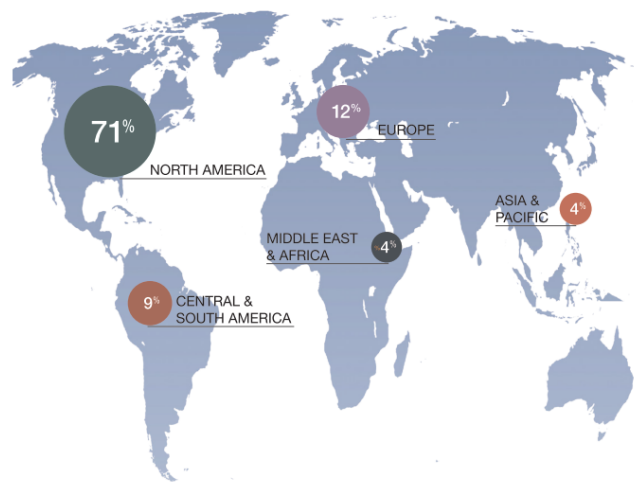 71%
NORTH AMERICA
12%
EUROPE
ASIA &
PACIFIC
4%
MIDDLE EAST
& AFRICA
4%
9%
CENTRAL &
SOUTH AMERICA